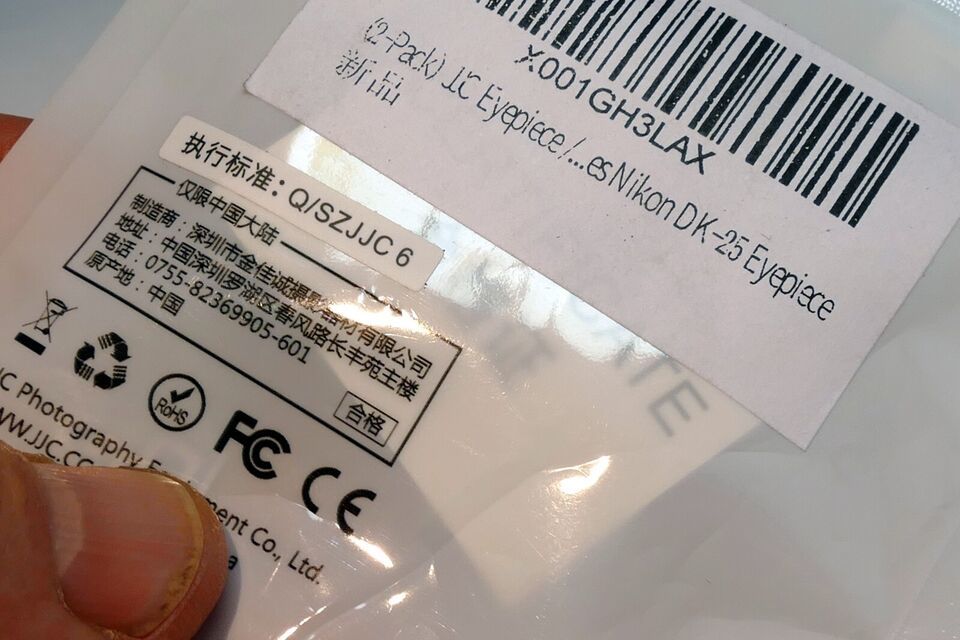 X001GH3LAX
(2-Pack) JJC Eyepiece /...es Nikon DK-25 Eyepiece
新品
执行标准：Q/SZJJC 6
仅限中国大陆
制造商：深圳市金佳诚摄影器材有限公司
地址：中国深圳罗湖区春风路长丰苑主楼
电话：0755-82369905-601
原产地：中国
合格
RoHS
FC
CE
JC Photography ment Co., Ltd.
WWW.JJC.CO